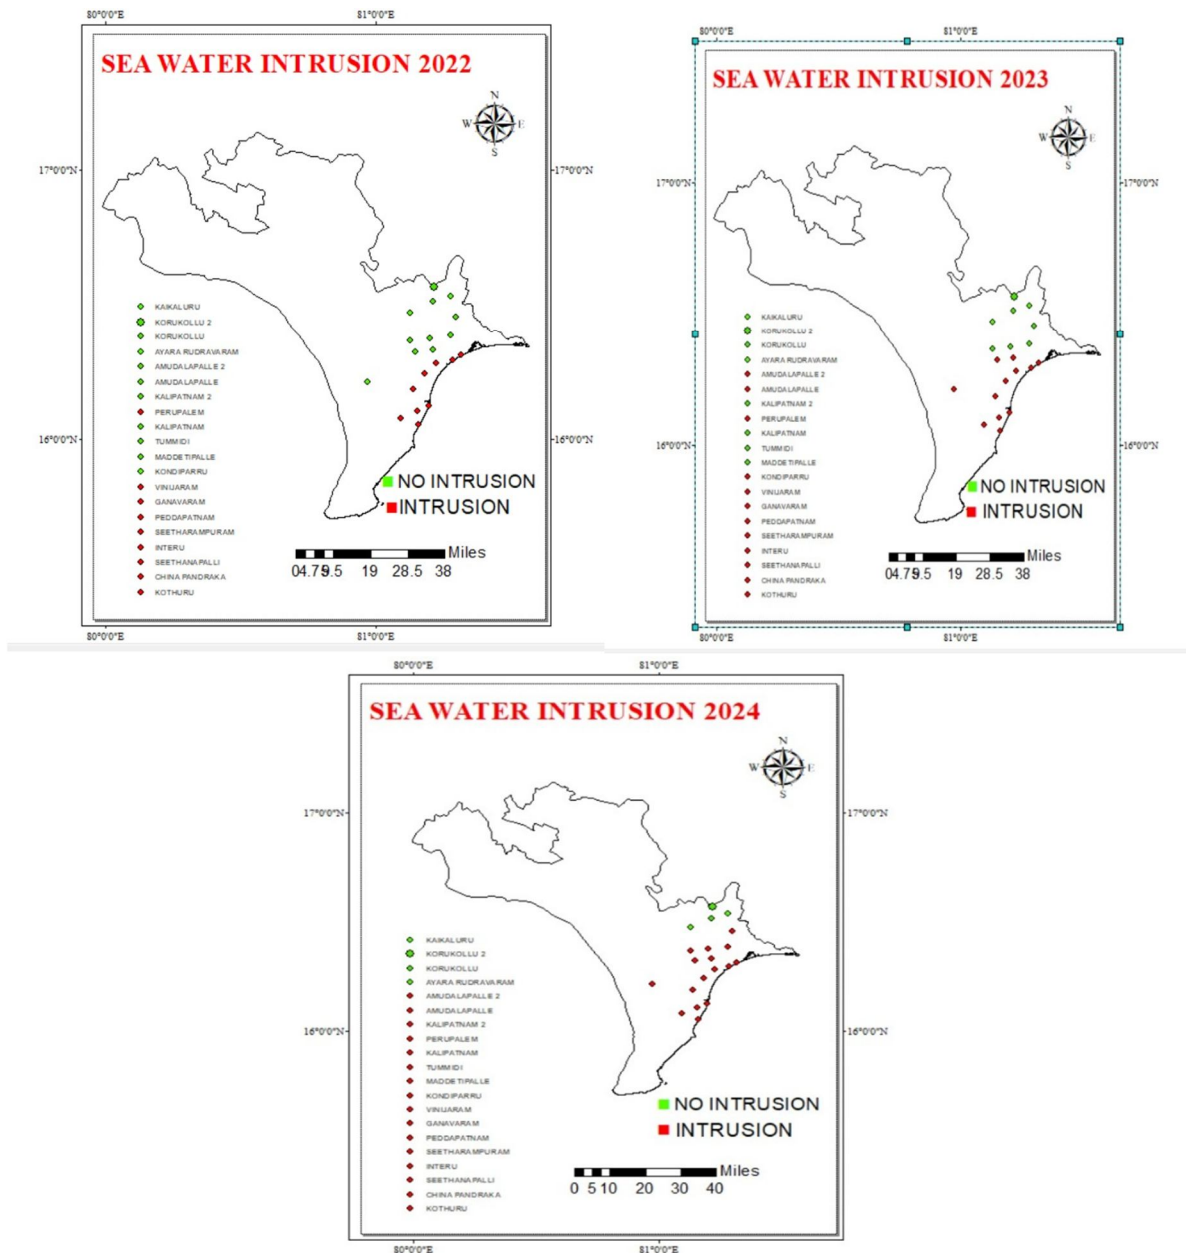 80°0'0"E 81°0'0"E
SEA WATER INTRUSION 2022
N
W E
S
17°0'0"N 17°0'0"N
KAIKALURU
KORUKOLLU 2
KORUKOLLU
AYARA RUDRAVARAM
AMUDALAPALLE 2
AMUDALAPALLE
KALIPATNAM 2
PERUPALEM
KALIPATNAM
16°0'0"N 16°0'0"N
TUMMIDI
MADDETIPALLE
KONDIPARRU
VINJARAM
GANAVARAM
PEDDAPATNAM
SEETHARAMPURAM
INTERU
SEETHANAPALLI
CHINA PANDRAKA
KOTHURU
NO INTRUSION
INTRUSION
Miles
04.759.5 19 28.5 38
80°0'0"E 81°0'0"E
80°0'0"E 81°0'0"E
SEA WATER INTRUSION 2023
N
W E
S
17°0'0"N 17°0'0"N
KAIKALURU
KORUKOLLU 2
KORUKOLLU
AYARA RUDRAVARAM
AMUDALAPALLE 2
AMUDALAPALLE
KALIPATNAM 2
PERUPALEM
KALIPATNAM
16°0'0"N 16°0'0"N
TUMMIDI
MADDETIPALLE
KONDIPARRU
VINJARAM
GANAVARAM
PEDDAPATNAM
SEETHARAMPURAM
INTERU
SEETHANAPALLI
CHINA PANDRAKA
KOTHURU
NO INTRUSION
INTRUSION
Miles
04.759.5 19 28.5 38
80°0'0"E 81°0'0"E
80°0'0"E 81°0'0"E
SEA WATER INTRUSION 2024
N
W E
S
17°0'0"N 17°0'0"N
KAIKALURU
KORUKOLLU 2
KORUKOLLU
AYARA RUDRAVARAM
AMUDALAPALLE 2
AMUDALAPALLE
KALIPATNAM 2
16°0'0"N 16°0'0"N
PERUPALEM
KALIPATNAM
TUMMIDI
MADDETIPALLE
KONDIPARRU
VINJARAM
GANAVARAM
PEDDAPATNAM
SEETHARAMPURAM
INTERU
SEETHANAPALLI
CHINA PANDRAKA
KOTHURU
NO INTRUSION
INTRUSION
Miles
0 5 10 20 30 40
80°0'0"E 81°0'0"E